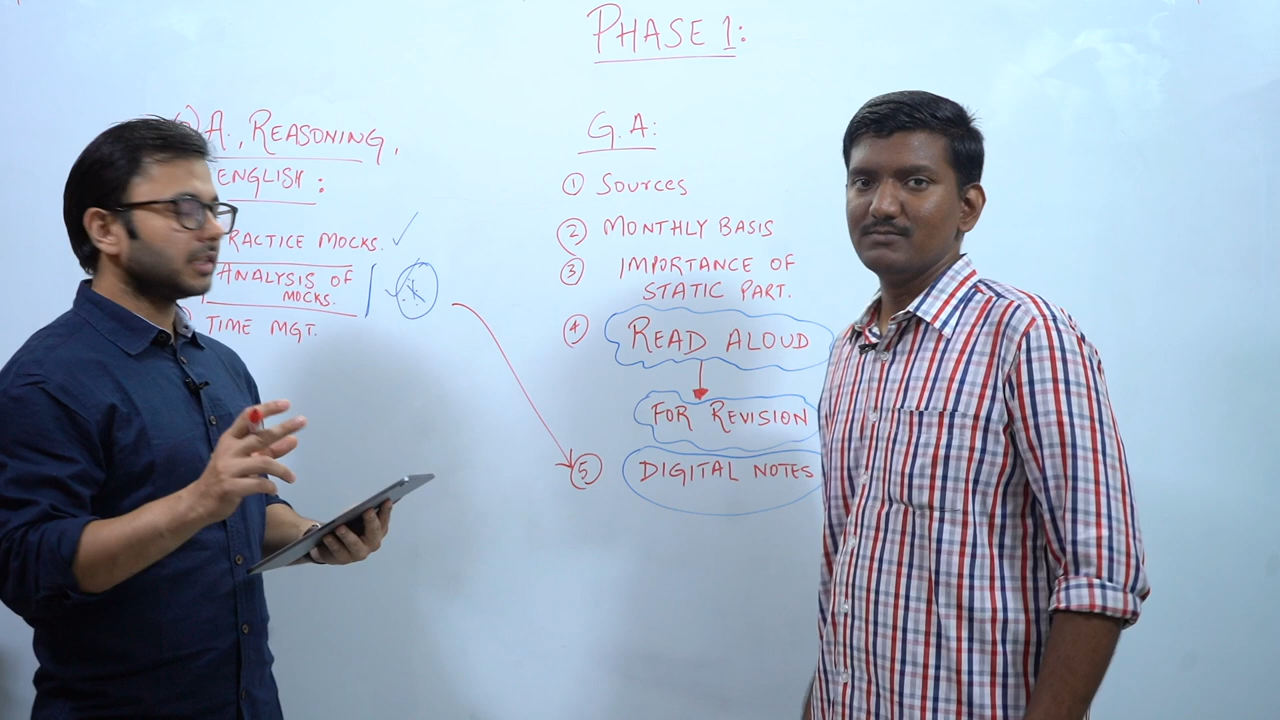 PHASE 1:
A., REASONING,
ENGLISH:
RACTICE MOCKS. ✓
ANALYSIS OF
MOCKS.
TIME MGT.
G.A:
① Sources
② MONTHLY BASIS
③ IMPORTANCE OF
STATIC PART.
④ READ ALOUD
FOR REVISION
⑤ DIGITAL NOTES